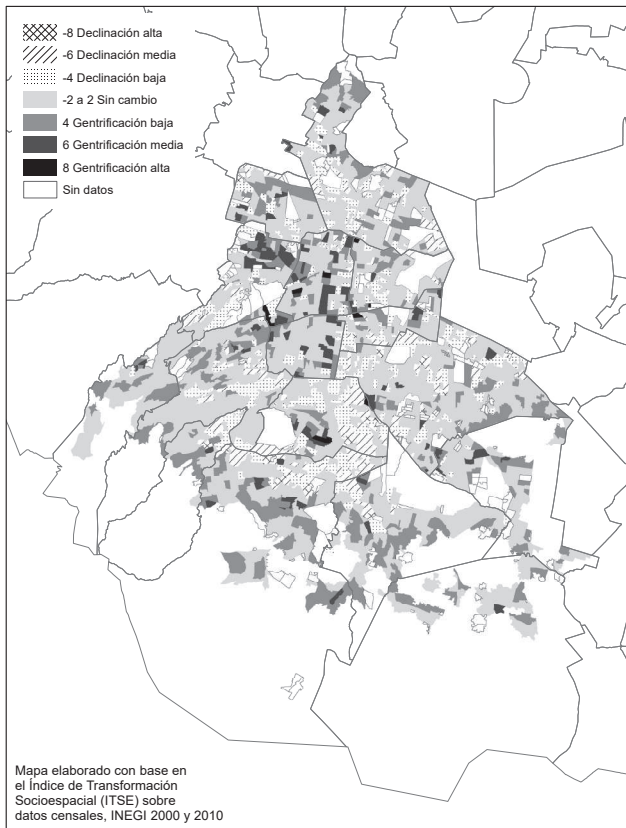 -8 Declinación alta
-6 Declinación media
-4 Declinación baja
-2 a 2 Sin cambio
4 Gentrificación baja
6 Gentrificación media
8 Gentrificación alta
Sin datos
Mapa elaborado con base en
el Índice de Transformación
Socioespacial (ITSE) sobre
datos censales, INEGI 2000 y 2010